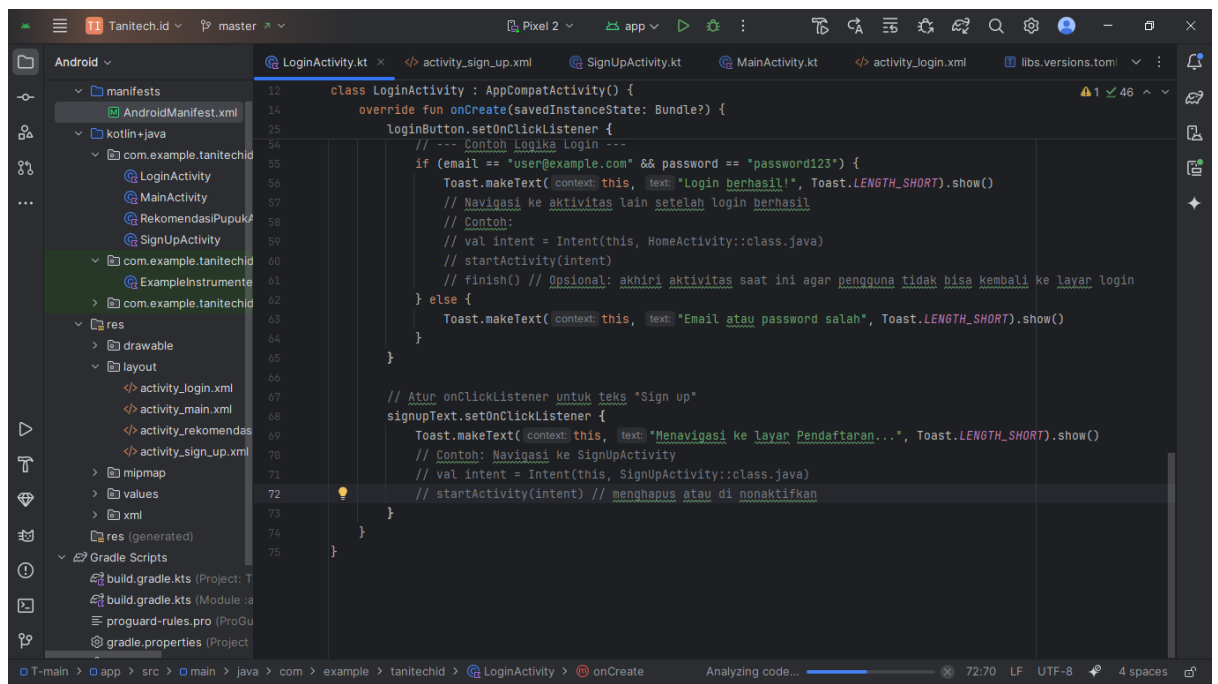 TI Tanitech.id master Pixel 2 app
Android
LoginActivity.kt activity_sign_up.xml SignUpActivity.kt MainActivity.kt activity_login.xml libs.versions.toml
manifests
AndroidManifest.xml
kotlin+java
com.example.tanitechid
LoginActivity
MainActivity
RekomendasiPupukA
SignUpActivity
com.example.tanitechid
ExampleInstrumente
com.example.tanitechid
res
drawable
layout
activity_login.xml
activity_main.xml
activity_rekomendas
activity_sign_up.xml
mipmap
values
xml
res (generated)
Gradle Scripts
build.gradle.kts (Project: T
build.gradle.kts (Module :a
proguard-rules.pro (ProGu
gradle.properties (Project
1 46
12 class LoginActivity : AppCompatActivity() {
14 override fun onCreate(savedInstanceState: Bundle?) {
25 loginButton.setOnClickListener {
54 // --- Contoh Logika Login ---
55 if (email == "user@example.com" && password == "password123") {
56 Toast.makeText( context: this, text: "Login berhasil!", Toast.LENGTH_SHORT).show()
57 // Navigasi ke aktivitas lain setelah login berhasil
58 // Contoh:
59 // val intent = Intent(this, HomeActivity::class.java)
60 // startActivity(intent)
61 // finish() // Opsional: akhiri aktivitas saat ini agar pengguna tidak bisa kembali ke layar login
62 } else {
63 Toast.makeText( context: this, text: "Email atau password salah", Toast.LENGTH_SHORT).show()
64 }
65 }
66
67 // Atur onClickListener untuk teks "Sign up"
68 signupText.setOnClickListener {
69 Toast.makeText( context: this, text: "Menavigasi ke layar Pendaftaran...", Toast.LENGTH_SHORT).show()
70 // Contoh: Navigasi ke SignUpActivity
71 // val intent = Intent(this, SignUpActivity::class.java)
72 // startActivity(intent) // menghapus atau di nonaktifkan
73 }
74 }
75 }
T-main > app > src > main > java > com > example > tanitechid > LoginActivity > onCreate Analyzing code... 72:70 LF UTF-8 4 spaces